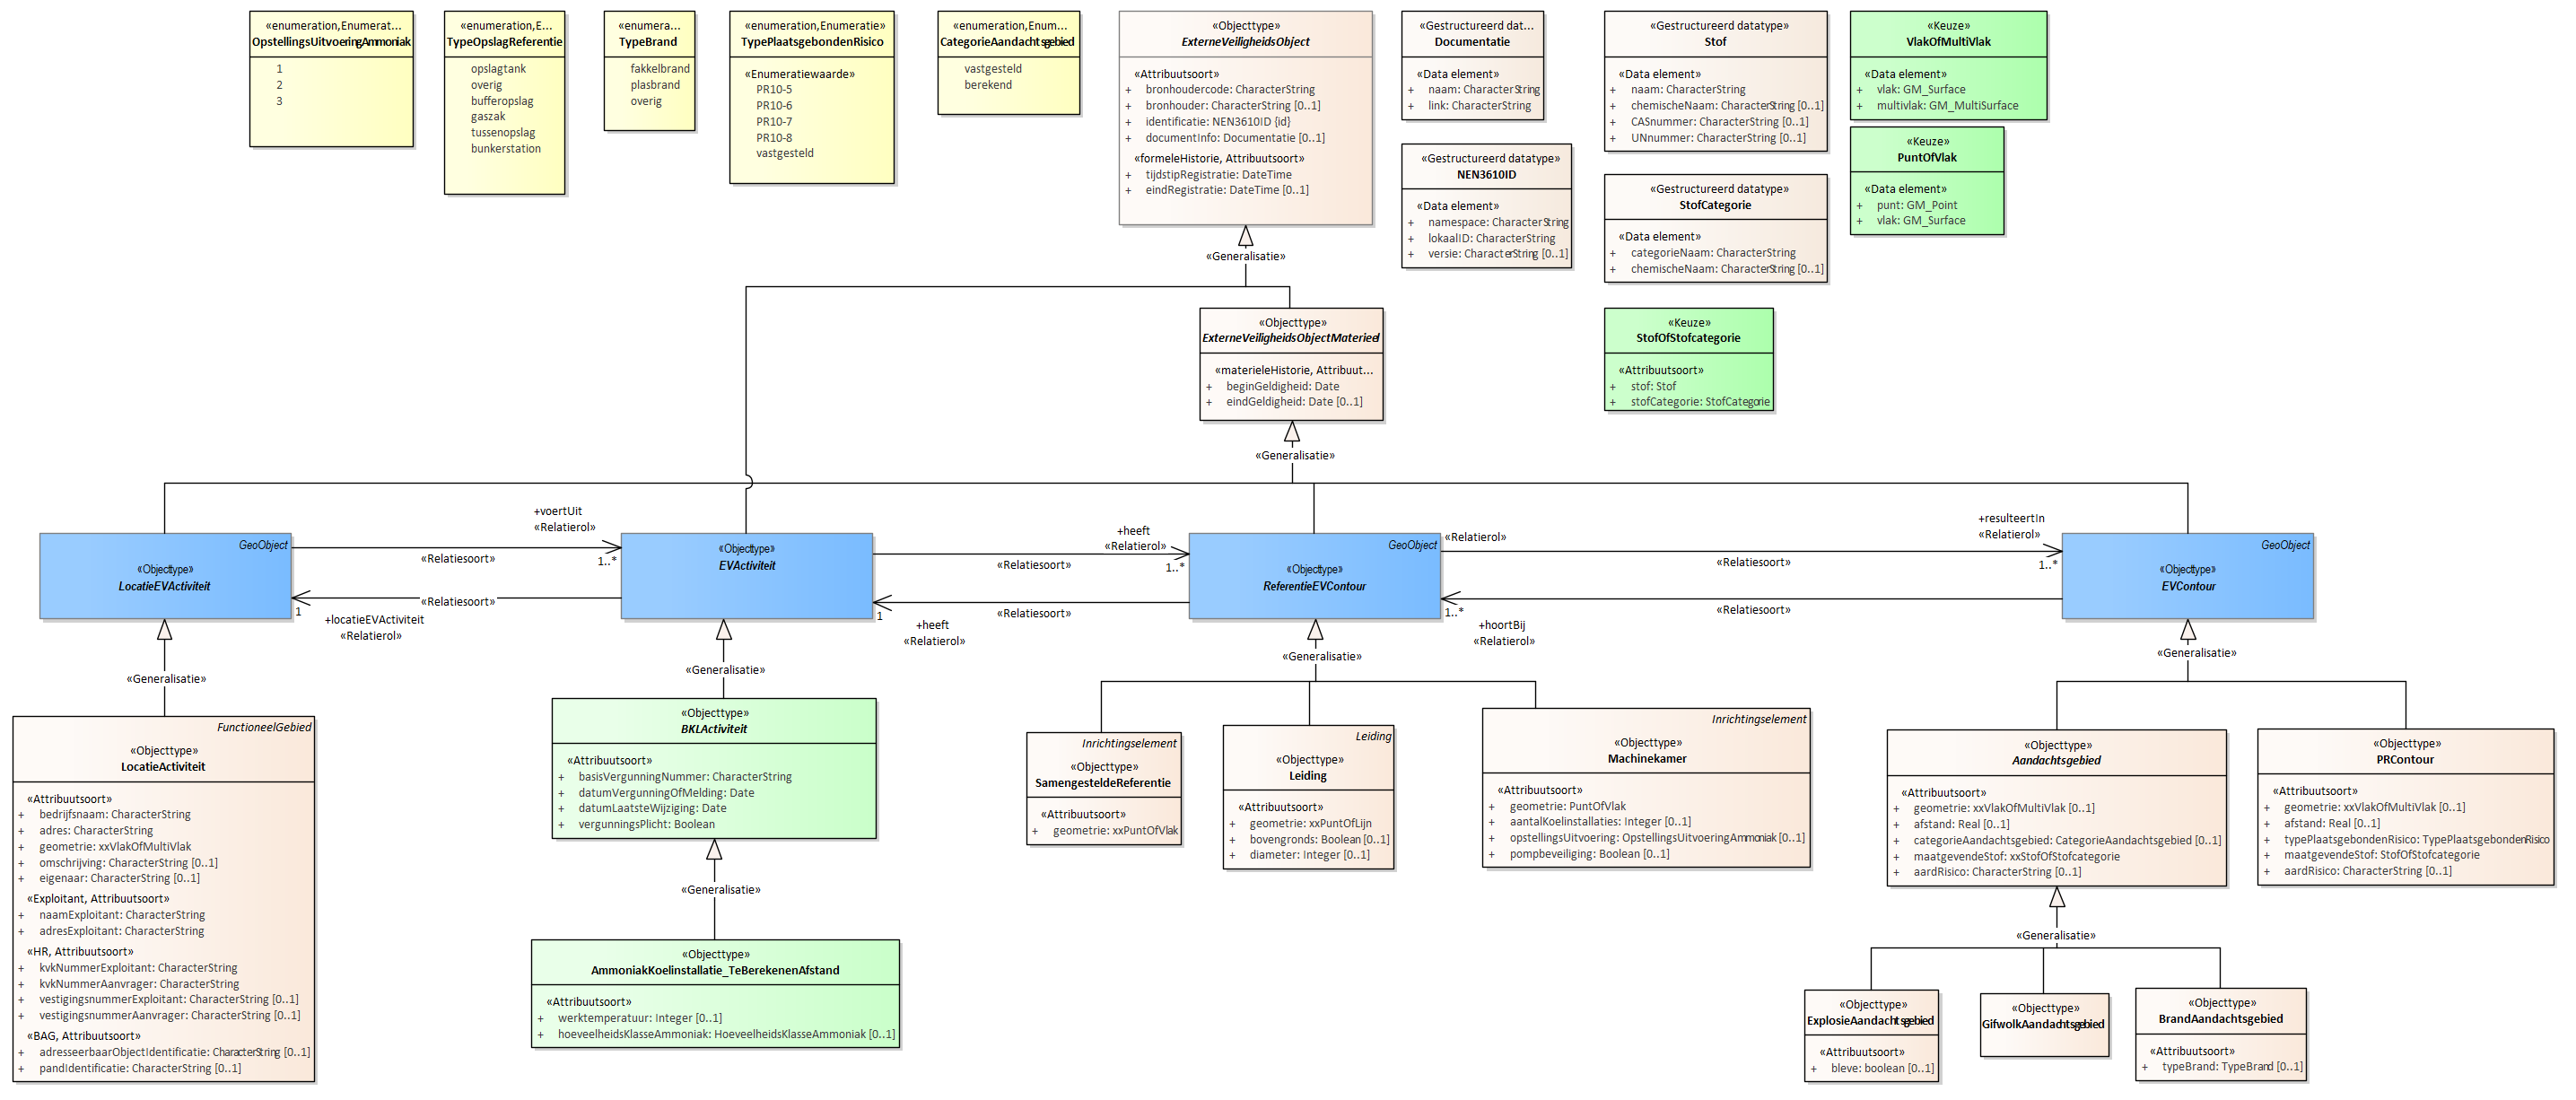 «enumeration,Enumerat...
OpstellingsUitvoeringAmmoniak
1
2
3
«enumeration,E...
TypeOpslagReferentie
opslagtank
overig
bufferopslag
gaszak
tussenopslag
bunkerstation
«enumera...
TypeBrand
fakkelbrand
plasbrand
overig
«enumeration,Enumeratie»
TypePlaatsgebondenRisico
«Enumeratiewaarde»
PR10-5
PR10-6
PR10-7
PR10-8
vastgesteld
«enumeration,Enum...
CategorieAandachtsgebied
vastgesteld
berekend
«Objecttype»
ExterneVeiligheidsObject
«Attribuutsoort»
+ bronhoudercode: CharacterString
+ bronhouder: CharacterString [0..1]
+ identificatie: NEN3610ID {id}
+ documentInfo: Documentatie [0..1]
«formeleHistorie, Attribuutsoort»
+ tijdstipRegistratie: DateTime
+ eindRegistratie: DateTime [0..1]
«Gestructureerd dat...
Documentatie
«Data element»
+ naam: CharacterString
+ link: CharacterString
«Gestructureerd datatype»
NEN3610ID
«Data element»
+ namespace: CharacterString
+ lokaalID: CharacterString
+ versie: CharacterString [0..1]
«Gestructureerd datatype»
Stof
«Data element»
+ naam: CharacterString
+ chemischeNaam: CharacterString [0..1]
+ CASnummer: CharacterString [0..1]
+ UNnummer: CharacterString [0..1]
«Gestructureerd datatype»
StofCategorie
«Data element»
+ categorieNaam: CharacterString
+ chemischeNaam: CharacterString [0..1]
«Keuze»
VlakOfMultiVlak
«Data element»
+ vlak: GM_Surface
+ multivlak: GM_MultiSurface
«Keuze»
PuntOfVlak
«Data element»
+ punt: GM_Point
+ vlak: GM_Surface
«Keuze»
StofOfStofcategorie
«Attribuutsoort»
+ stof: Stof
+ stofCategorie: StofCategorie
«Generalisatie»
«Objecttype»
ExterneVeiligheidsObjectMaterieel
«materieleHistorie, Attribuut...
+ beginGeldigheid: Date
+ eindGeldigheid: Date [0..1]
«Generalisatie»
GeoObject
«Objecttype»
LocatieEVActiviteit
+voertUit
«Relatierol»
«Relatiesoort»
1..*
«Relatiesoort»
1
+locatieEVActiviteit
«Relatierol»
«Objecttype»
EVActiviteit
+heeft
«Relatierol»
«Relatiesoort»
1..*
«Relatiesoort»
1
+heeft
«Relatierol»
GeoObject
«Objecttype»
ReferentieEVContour
«Relatierol»
+resulteertIn
«Relatierol»
«Relatiesoort»
1..*
«Relatiesoort»
1..*
+hoortBij
«Relatierol»
GeoObject
«Objecttype»
EVContour
«Generalisatie»
«Generalisatie»
«Generalisatie»
«Generalisatie»
FunctioneelGebied
«Objecttype»
LocatieActiviteit
«Attribuutsoort»
+ bedrijfsnaam: CharacterString
+ adres: CharacterString
+ geometrie: xxVlakOfMultiVlak
+ omschrijving: CharacterString [0..1]
+ eigenaar: CharacterString [0..1]
«Exploitant, Attribuutsoort»
+ naamExploitant: CharacterString
+ adresExploitant: CharacterString
«HR, Attribuutsoort»
+ kvkNummerExploitant: CharacterString
+ kvkNummerAanvrager: CharacterString
+ vestigingsnummerExploitant: CharacterString [0..1]
+ vestigingsnummerAanvrager: CharacterString [0..1]
«BAG, Attribuutsoort»
+ adresseerbaarObjectIdentificatie: CharacterString [0..1]
+ pandIdentificatie: CharacterString [0..1]
«Objecttype»
BKLActiviteit
«Attribuutsoort»
+ basisVergunningNummer: CharacterString
+ datumVergunningOfMelding: Date
+ datumLaatsteWijziging: Date
+ vergunningsPlicht: Boolean
«Generalisatie»
«Objecttype»
AmmoniakKoelinstallatie_TeBerekenenAfstand
«Attribuutsoort»
+ werktemperatuur: Integer [0..1]
+ hoeveelheidsKlasseAmmoniak: HoeveelheidsKlasseAmmoniak [0..1]
Inrichtingselement
«Objecttype»
SamengesteldeReferentie
«Attribuutsoort»
+ geometrie: xxPuntOfVlak
Leiding
«Objecttype»
Leiding
«Attribuutsoort»
+ geometrie: xxPuntOfLijn
+ bovengronds: Boolean [0..1]
+ diameter: Integer [0..1]
Inrichtingselement
«Objecttype»
Machinekamer
«Attribuutsoort»
+ geometrie: PuntOfVlak
+ aantalKoelinstallaties: Integer [0..1]
+ opstellingsUitvoering: OpstellingsUitvoeringAmmoniak [0..1]
+ pompbeveiliging: Boolean [0..1]
«Objecttype»
Aandachtsgebied
«Attribuutsoort»
+ geometrie: xxVlakOfMultiVlak [0..1]
+ afstand: Real [0..1]
+ categorieAandachtsgebied: CategorieAandachtsgebied [0..1]
+ maatgevendeStof: xxStofOfStofcategorie
+ aardRisico: CharacterString [0..1]
«Objecttype»
PRContour
«Attribuutsoort»
+ geometrie: xxVlakOfMultiVlak [0..1]
+ afstand: Real [0..1]
+ typePlaatsgebondenRisico: TypePlaatsgebondenRisico
+ maatgevendeStof: StofOfStofcategorie
+ aardRisico: CharacterString [0..1]
«Generalisatie»
«Objecttype»
ExplosieAandachtsgebied
«Attribuutsoort»
+ bleve: boolean [0..1]
«Objecttype»
GifwolkAandachtsgebied
«Objecttype»
BrandAandachtsgebied
«Attribuutsoort»
+ typeBrand: TypeBrand [0..1]